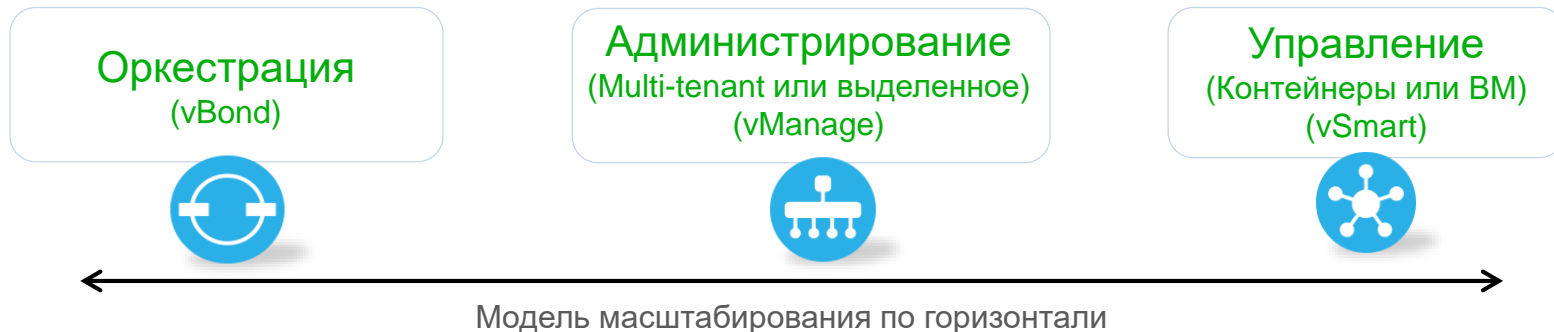 Оркестрация
(vBond)
Администрирование
(Multi-tenant или выделенное)
(vManage)
Управление
(Контейнеры или ВМ)
(vSmart)
Модель масштабирования по горизонтали